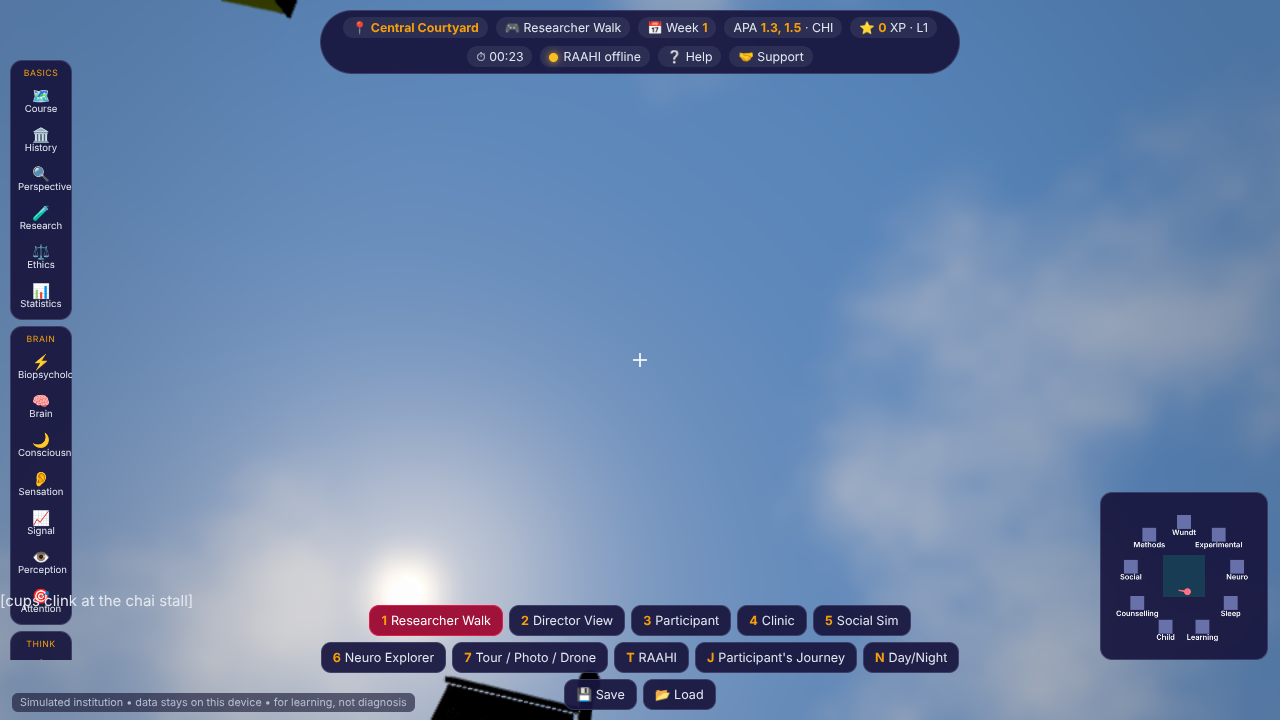 📍 Central Courtyard
🎮 Researcher Walk
📅 Week 1
APA 1.3, 1.5 · CHI
⭐ 0 XP · L1
⏱ 00:23
RAAHI offline
❔ Help
🤝 Support
BASICS
Course
History
Perspective
Research
Ethics
Statistics
BRAIN
Biopsycholo
Brain
Consciousn
Sensation
Signal
Perception
Attention
THINK
[cups clink at the chai stall]
1 Researcher Walk
2 Director View
3 Participant
4 Clinic
5 Social Sim
6 Neuro Explorer
7 Tour / Photo / Drone
T RAAHI
J Participant's Journey
N Day/Night
💾 Save
📂 Load
Wundt
Methods
Experimental
Social
Neuro
Counselling
Sleep
Child
Learning
Simulated institution • data stays on this device • for learning, not diagnosis